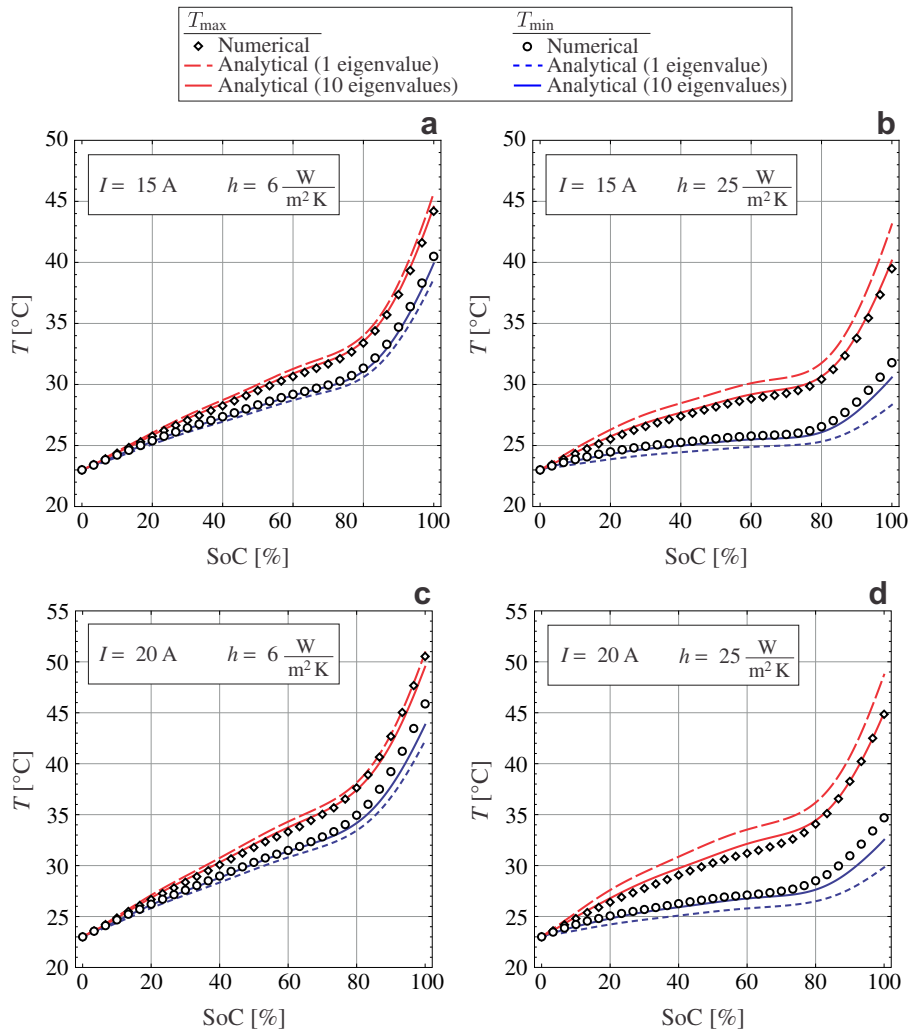 T_max
Numerical
Analytical (1 eigenvalue)
Analytical (10 eigenvalues)
T_min
Numerical
Analytical (1 eigenvalue)
Analytical (10 eigenvalues)
a
I = 15 A h = 6 W/m² K
50
45
40
35
30
25
20
T [°C]
0 20 40 60 80 100
SoC [%]
b
I = 15 A h = 25 W/m² K
50
45
40
35
30
25
20
T [°C]
0 20 40 60 80 100
SoC [%]
c
I = 20 A h = 6 W/m² K
55
50
45
40
35
30
25
20
T [°C]
0 20 40 60 80 100
SoC [%]
d
I = 20 A h = 25 W/m² K
55
50
45
40
35
30
25
20
T [°C]
0 20 40 60 80 100
SoC [%]